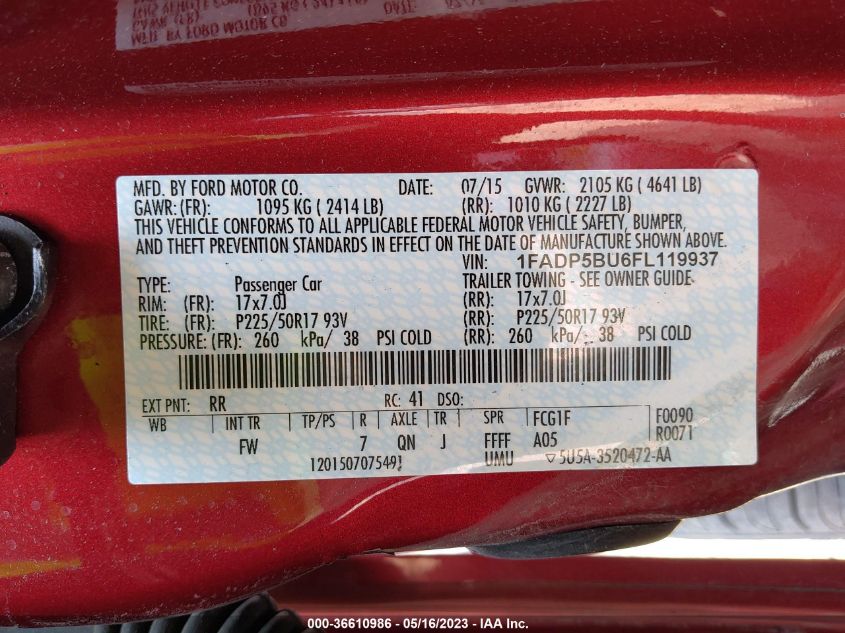 MFD. BY FORD MOTOR CO. DATE: 07/15 GVWR: 2105 KG ( 4641 LB)
GAWR:(FR): 1095 KG ( 2414 LB) (RR): 1010 KG ( 2227 LB)
THIS VEHICLE CONFORMS TO ALL APPLICABLE FEDERAL MOTOR VEHICLE SAFETY, BUMPER,
AND THEFT PREVENTION STANDARDS IN EFFECT ON THE DATE OF MANUFACTURE SHOWN ABOVE.
VIN: 1FADP5BU6FL119937
TYPE: Passenger Car TRAILER TOWING - SEE OWNER GUIDE
RIM: (FR): 17x7.0J (RR): 17x7.0J
TIRE: (FR): P225/50R17 93V (RR): P225/50R17 93V
PRESSURE: (FR): 260 kPa/ 38 PSI COLD (RR): 260 kPa/ 38 PSI COLD
EXT PNT: RR RC: 41 DSO:
WB INT TR TP/PS R AXLE TR SPR FCG1F F0090
FW 7 QN J FFFF A05 R0071
UMU ▽5U5A-3520472-AA
000-36610986 - 05/16/2023 - IAA Inc.